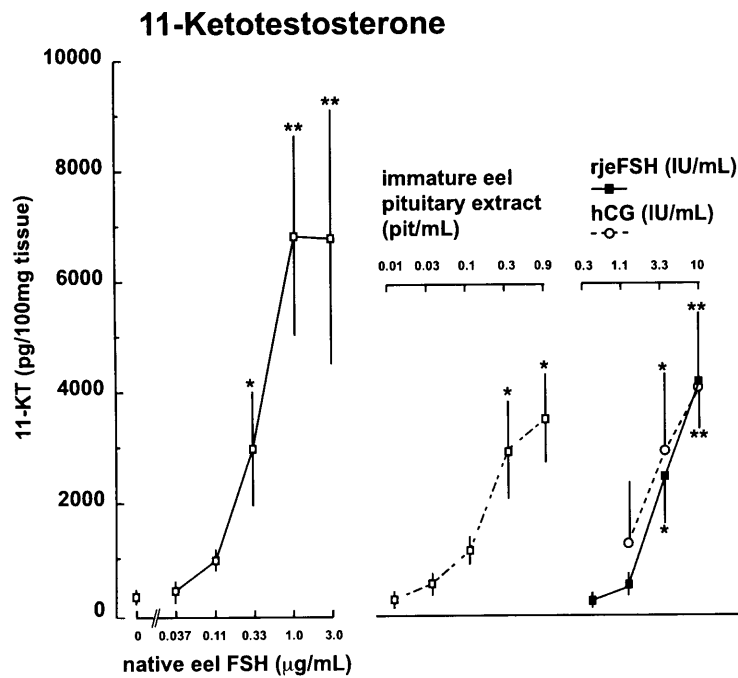 11-Ketotestosterone
11-KT (pg/100mg tissue)
10000
8000
6000
4000
2000
0
** **
*
0 0.037 0.11 0.33 1.0 3.0
native eel FSH (μg/mL)
immature eel
pituitary extract
(pit/mL)
0.01 0.03 0.1 0.3 0.9
* *
rjeFSH (IU/mL)
hCG (IU/mL)
0.3 1.1 3.3 10
**
*
**
*